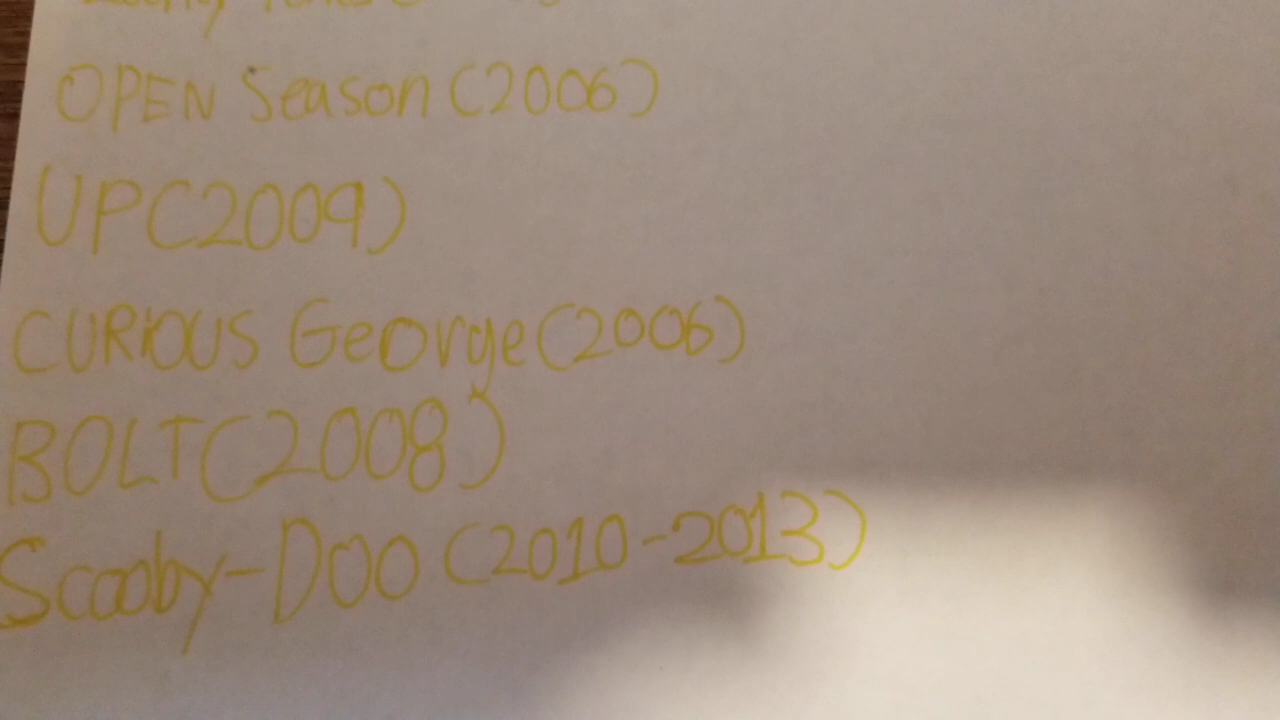 OPEN Season (2006)
UP(2009)
CURIOUS George(2006)
BOLT(2008)
Scooby-Doo (2010-2013)